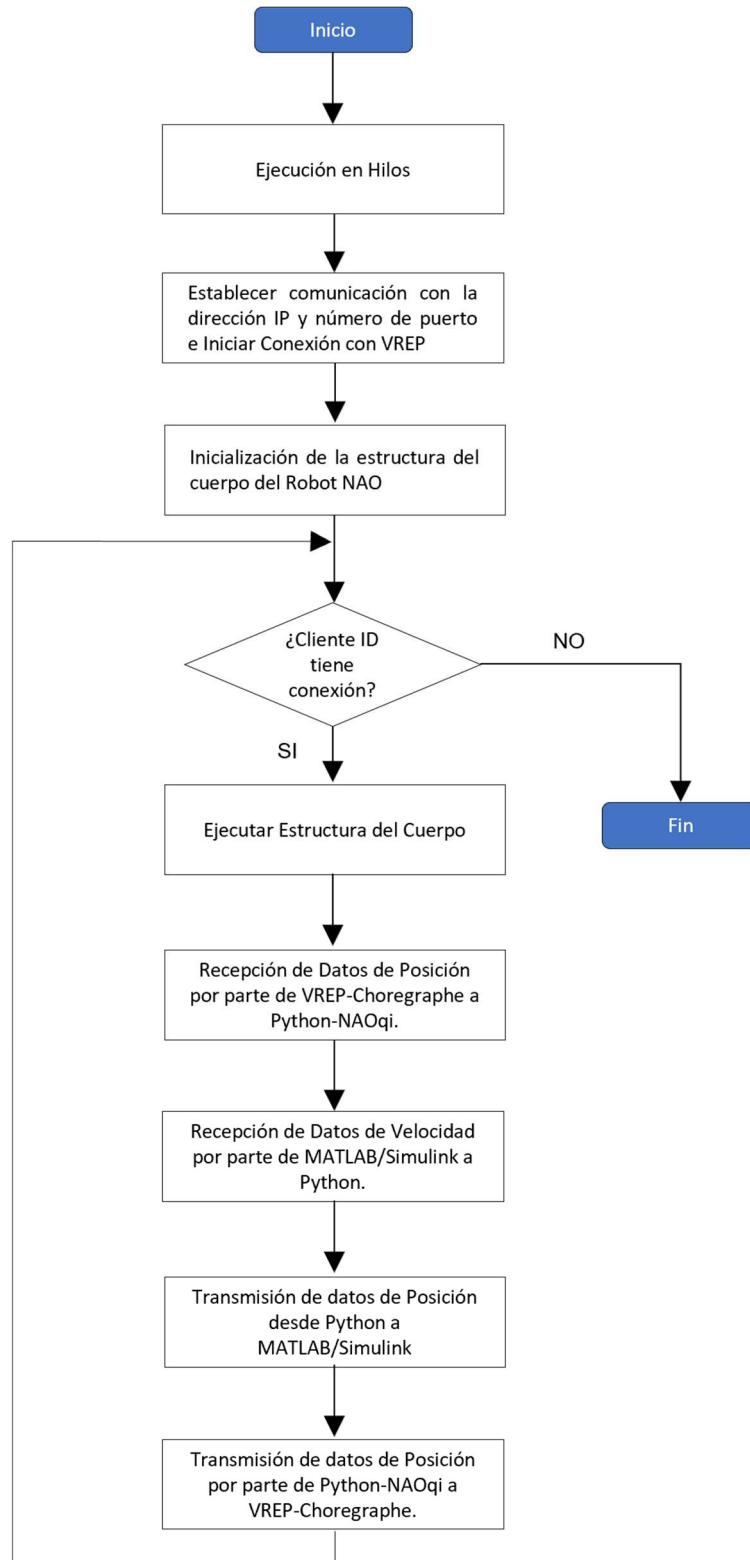 Inicio
Ejecución en Hilos
Establecer comunicación con la
dirección IP y número de puerto
e Iniciar Conexión con VREP
Inicialización de la estructura del
cuerpo del Robot NAO
¿Cliente ID
tiene
conexión?
NO
SI
Ejecutar Estructura del Cuerpo
Fin
Recepción de Datos de Posición
por parte de VREP-Choregraphe a
Python-NAOqi.
Recepción de Datos de Velocidad
por parte de MATLAB/Simulink a
Python.
Transmisión de datos de Posición
desde Python a
MATLAB/Simulink
Transmisión de datos de Posición
por parte de Python-NAOqi a
VREP-Choregraphe.